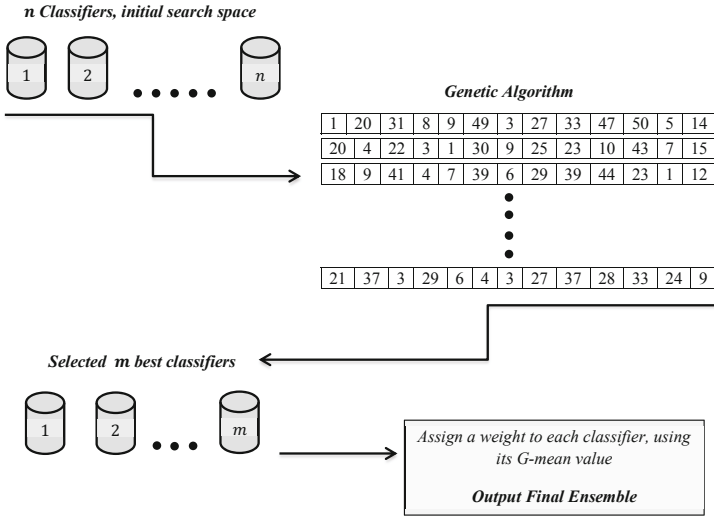 n Classifiers, initial search space
1 2 n
Genetic Algorithm
1 20 31 8 9 49 3 27 33 47 50 5 14
20 4 22 3 1 30 9 25 23 10 43 7 15
18 9 41 4 7 39 6 29 39 44 23 1 12
21 37 3 29 6 4 3 27 37 28 33 24 9
Selected m best classifiers
1 2 m
Assign a weight to each classifier, using
its G-mean value
Output Final Ensemble